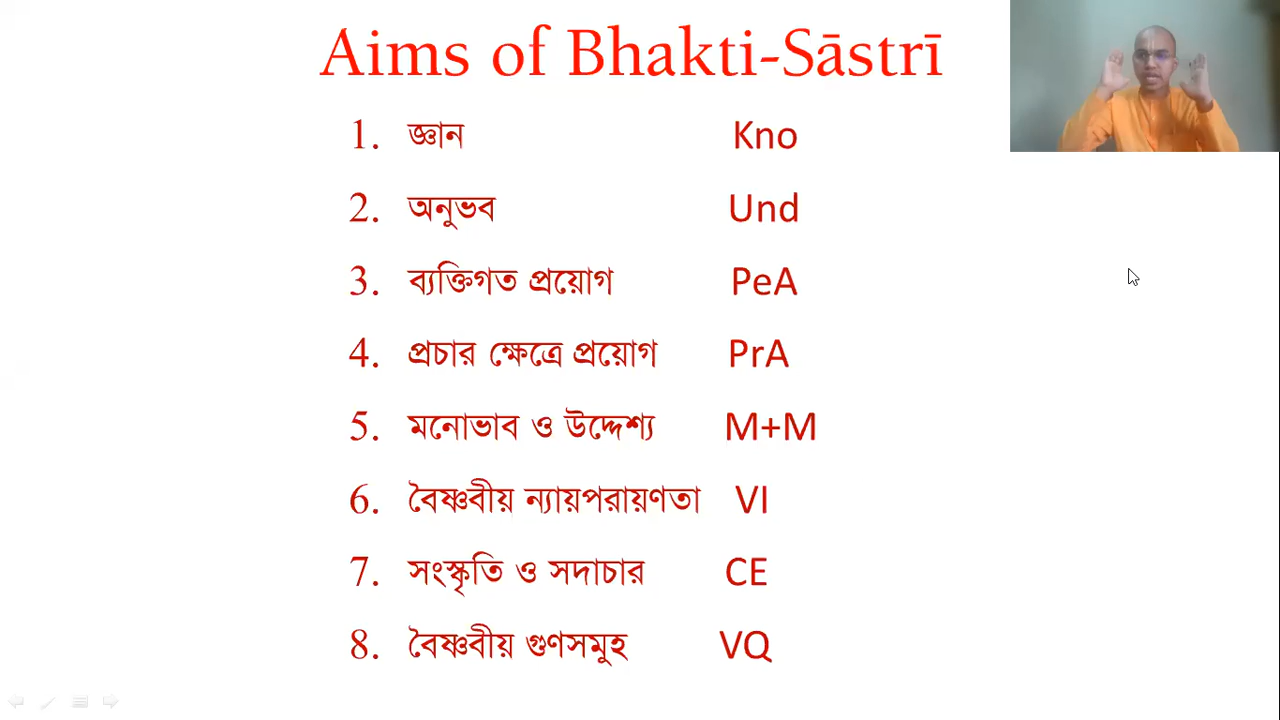 Aims of Bhakti-Sāstrī
1. জ্ঞান Kno
2. অনুভব Und
3. ব্যক্তিগত প্রয়োগ PeA
4. প্রচার ক্ষেত্রে প্রয়োগ PrA
5. মনোভাব ও উদ্দেশ্য M+M
6. বৈষ্ণবীয় ন্যায়পরায়ণতা VI
7. সংস্কৃতি ও সদাচার CE
8. বৈষ্ণবীয় গুণসমুহ VQ